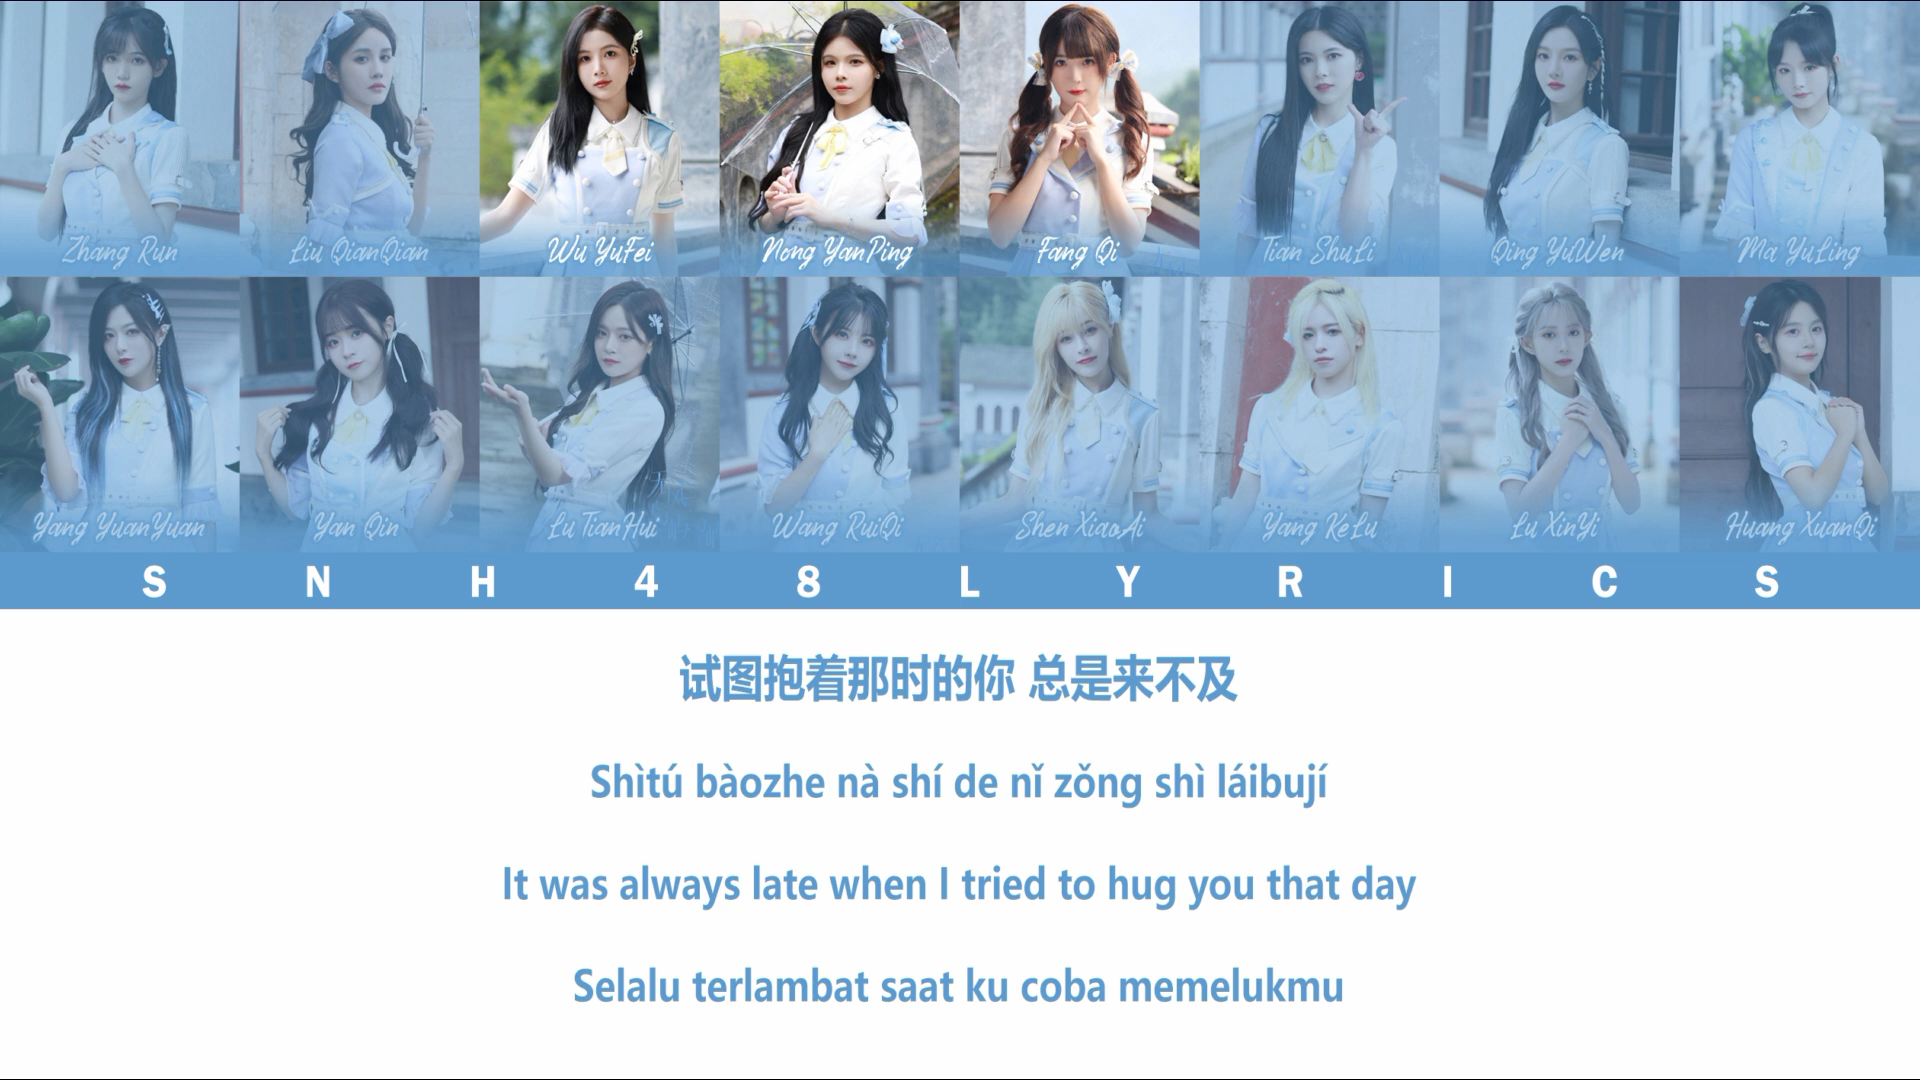 Zhang Run
Liu QianQian
Wu YuFei
Nong YanPing
Fang Qi
Tian ShuLi
Qing YuWen
Ma YuLing
Yang YuanYuan
Yan Qin
Lu TianHui
Wang RuiQi
Shen XiaoAi
Yang KeLu
Lu XinYi
Huang XuanQi
S N H 4 8 L Y R I C S
试图抱着那时的你 总是来不及
Shìtú bàozhe nà shí de nǐ zǒng shì láibují
It was always late when I tried to hug you that day
Selalu terlambat saat ku coba memelukmu